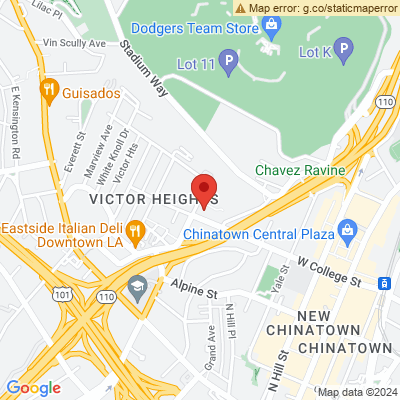 Map error: g.co/staticmaperror
Lilac Pl
Dodgers Team Store
Vin Scully Ave
Lot K
Lot 11
Stadium Way
Guisados
110
E Kensington Rd
Everett St
Marview Ave
White Knoll Dr
Victor Hts
Chavez Ravine
VICTOR HEIGHTS
Eastside Italian Deli
Downtown LA
Chinatown Central Plaza
W College St
Yale St
101
110
Alpine St
N Hill Pl
Grand Ave
N Hill St
NEW
CHINATOWN
CHINATOWN
Google
Map data ©2024